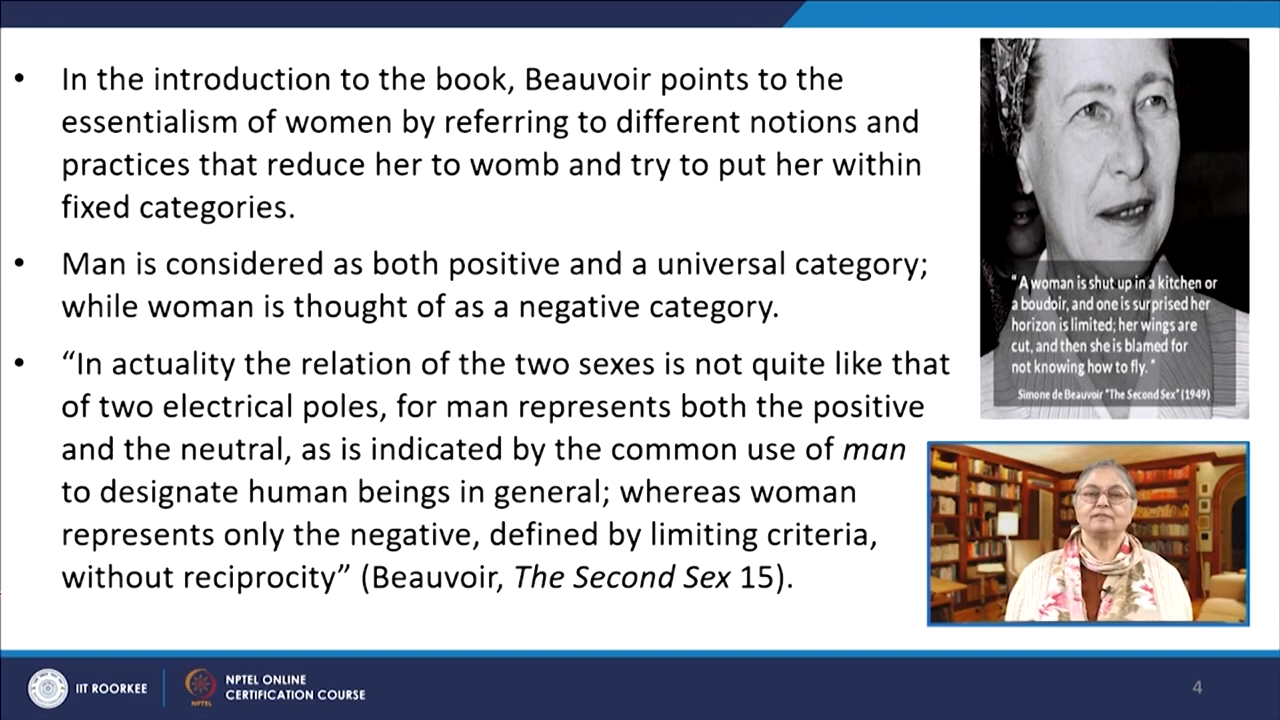 • In the introduction to the book, Beauvoir points to the
essentialism of women by referring to different notions and
practices that reduce her to womb and try to put her within
fixed categories.
• Man is considered as both positive and a universal category;
while woman is thought of as a negative category.
• “In actuality the relation of the two sexes is not quite like that
of two electrical poles, for man represents both the positive
and the neutral, as is indicated by the common use of man
to designate human beings in general; whereas woman
represents only the negative, defined by limiting criteria,
without reciprocity” (Beauvoir, The Second Sex 15).
“A woman is shut up in a kitchen or
a boudoir, and one is surprised her
horizon is limited; her wings are
cut, and then she is blamed for
not knowing how to fly. ”
Simone de Beauvoir "The Second Sex" (1949)
IIT ROORKEE
NPTEL
NPTEL ONLINE
CERTIFICATION COURSE
4